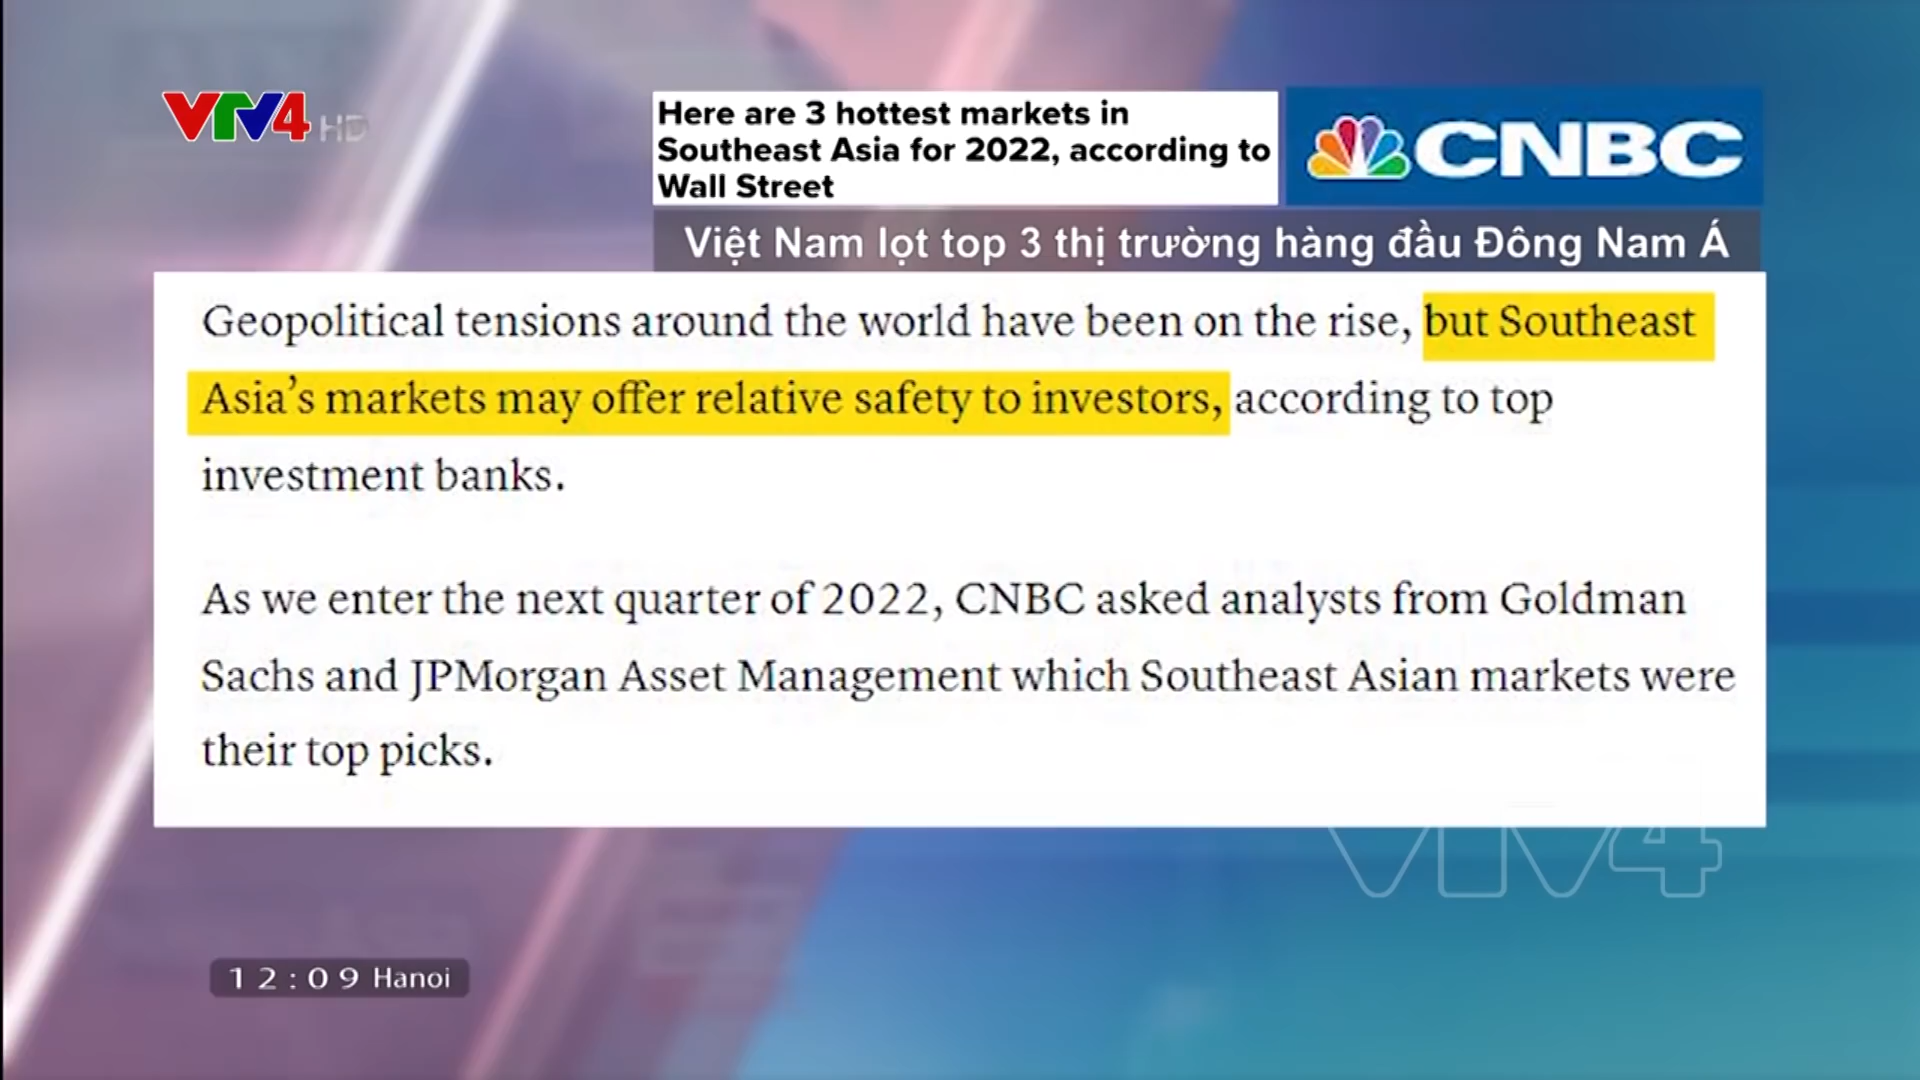 VTV4 HD
Here are 3 hottest markets in
Southeast Asia for 2022, according to
Wall Street
CNBC
Việt Nam lọt top 3 thị trường hàng đầu Đông Nam Á
Geopolitical tensions around the world have been on the rise, but Southeast
Asia’s markets may offer relative safety to investors, according to top
investment banks.
As we enter the next quarter of 2022, CNBC asked analysts from Goldman
Sachs and JPMorgan Asset Management which Southeast Asian markets were
their top picks.
VTV4
12:09 Hanoi